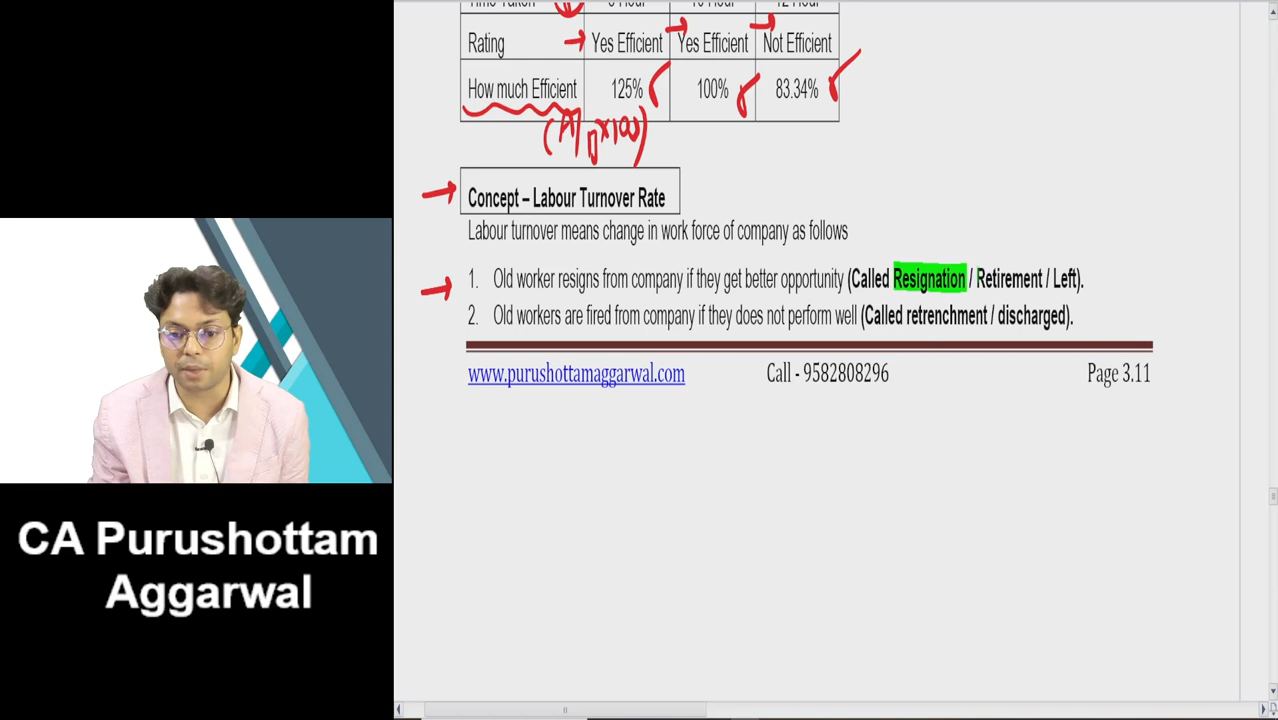 Rating Yes Efficient Yes Efficient Not Efficient
How much Efficient 125% 100% 83.34%
Concept – Labour Turnover Rate
Labour turnover means change in work force of company as follows
1. Old worker resigns from company if they get better opportunity (Called Resignation / Retirement / Left).
2. Old workers are fired from company if they does not perform well (Called retrenchment / discharged).
www.purushottamaggarwal.com Call - 9582808296 Page 3.11
CA Purushottam
Aggarwal